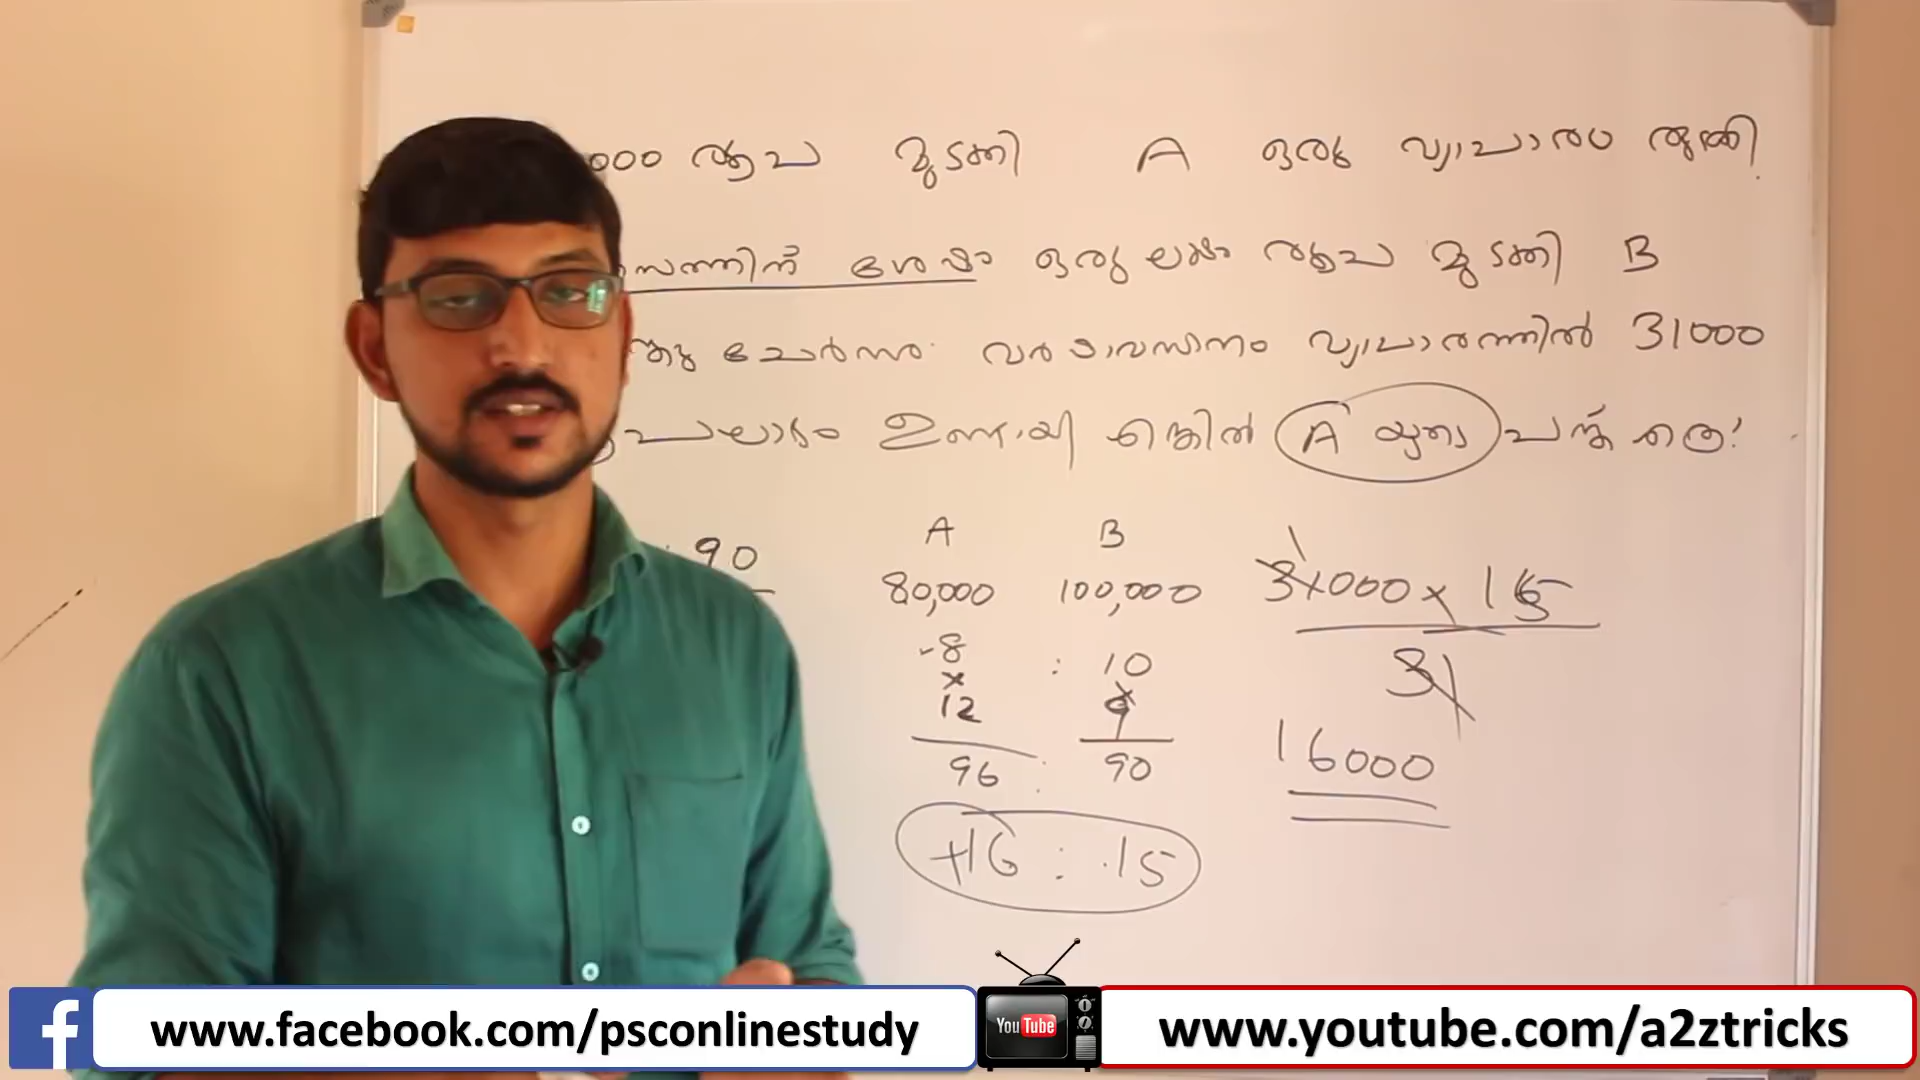 000 രൂപ മുടക്കി A ഒരു വ്യാപാരം തുടങ്ങി.
സത്തിന് ശേഷം ഒരു ലക്ഷം രൂപ മുടക്കി B
ചേർന്നു. വർഷാവസാനം വ്യാപാരത്തിൽ 31000
ലാഭം ഉണ്ടായി എങ്കിൽ A യുടെ പങ്ക് എത്ര?
: 90
A B
80,000 100,000
8 : 10
x x
12 9
96 : 90
16 : 15
31000 x 16
31
16000
www.facebook.com/psconlinestudy
YouTube
www.youtube.com/a2ztricks